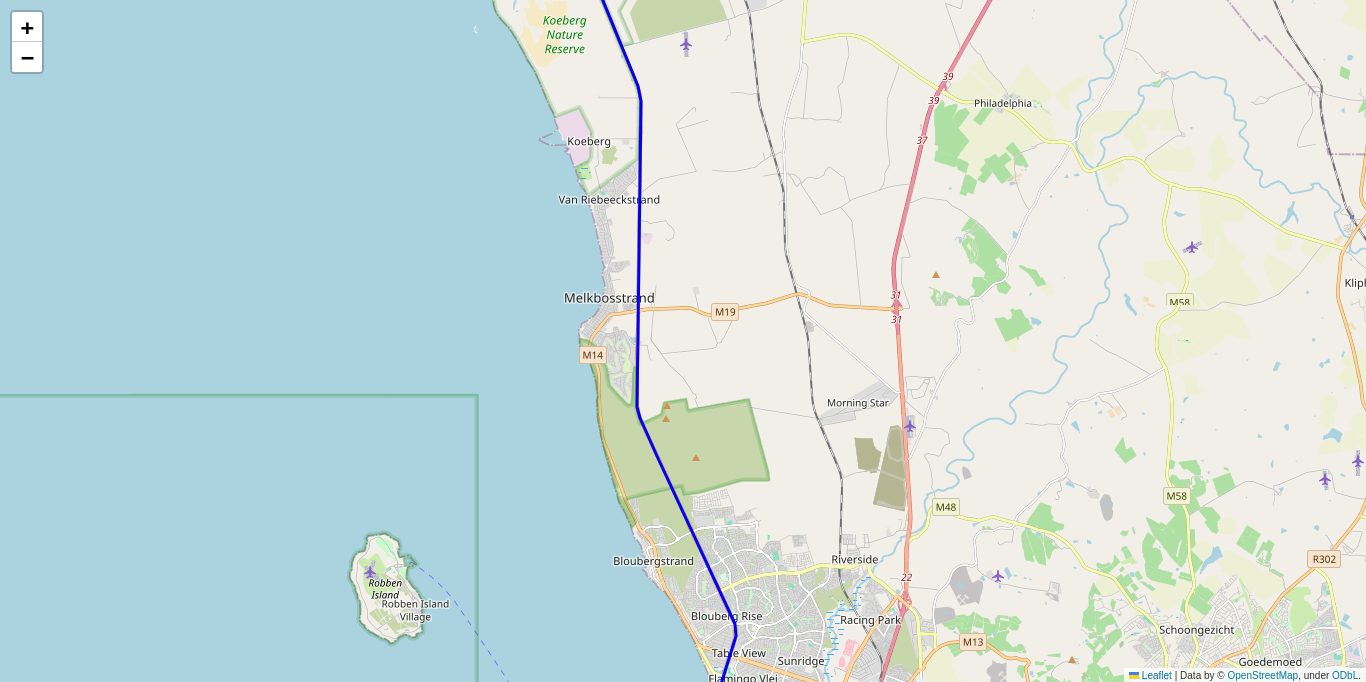 +
−
Koeberg
Nature
Reserve
39
39
Philadelphia
37
Koeberg
Van Riebeeckstrand
31
Melkbosstrand
M19
31
M58
M14
Morning Star
M58
M48
Bloubergstrand
Riverside
R302
22
Robben
Island
Robben Island
Village
Blouberg Rise
Racing Park
Schoongezicht
M13
Table View
Sunridge
Goedemoed
Flamingo Vlei
Leaflet | Data by © OpenStreetMap, under ODbL.